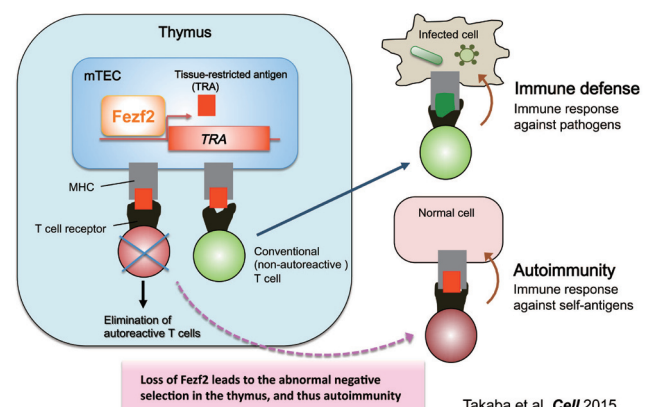 Thymus
mTEC
Tissue-restricted antigen
(TRA)
Fezf2
TRA
MHC
T cell receptor
Conventional
(non-autoreactive )
T cell
Elimination of
autoreactive T cells
Infected cell
Immune defense
Immune response
against pathogens
Normal cell
Autoimmunity
Immune response
against self-antigens
Loss of Fezf2 leads to the abnormal negative
selection in the thymus, and thus autoimmunity
Takaba et al. Cell 2015